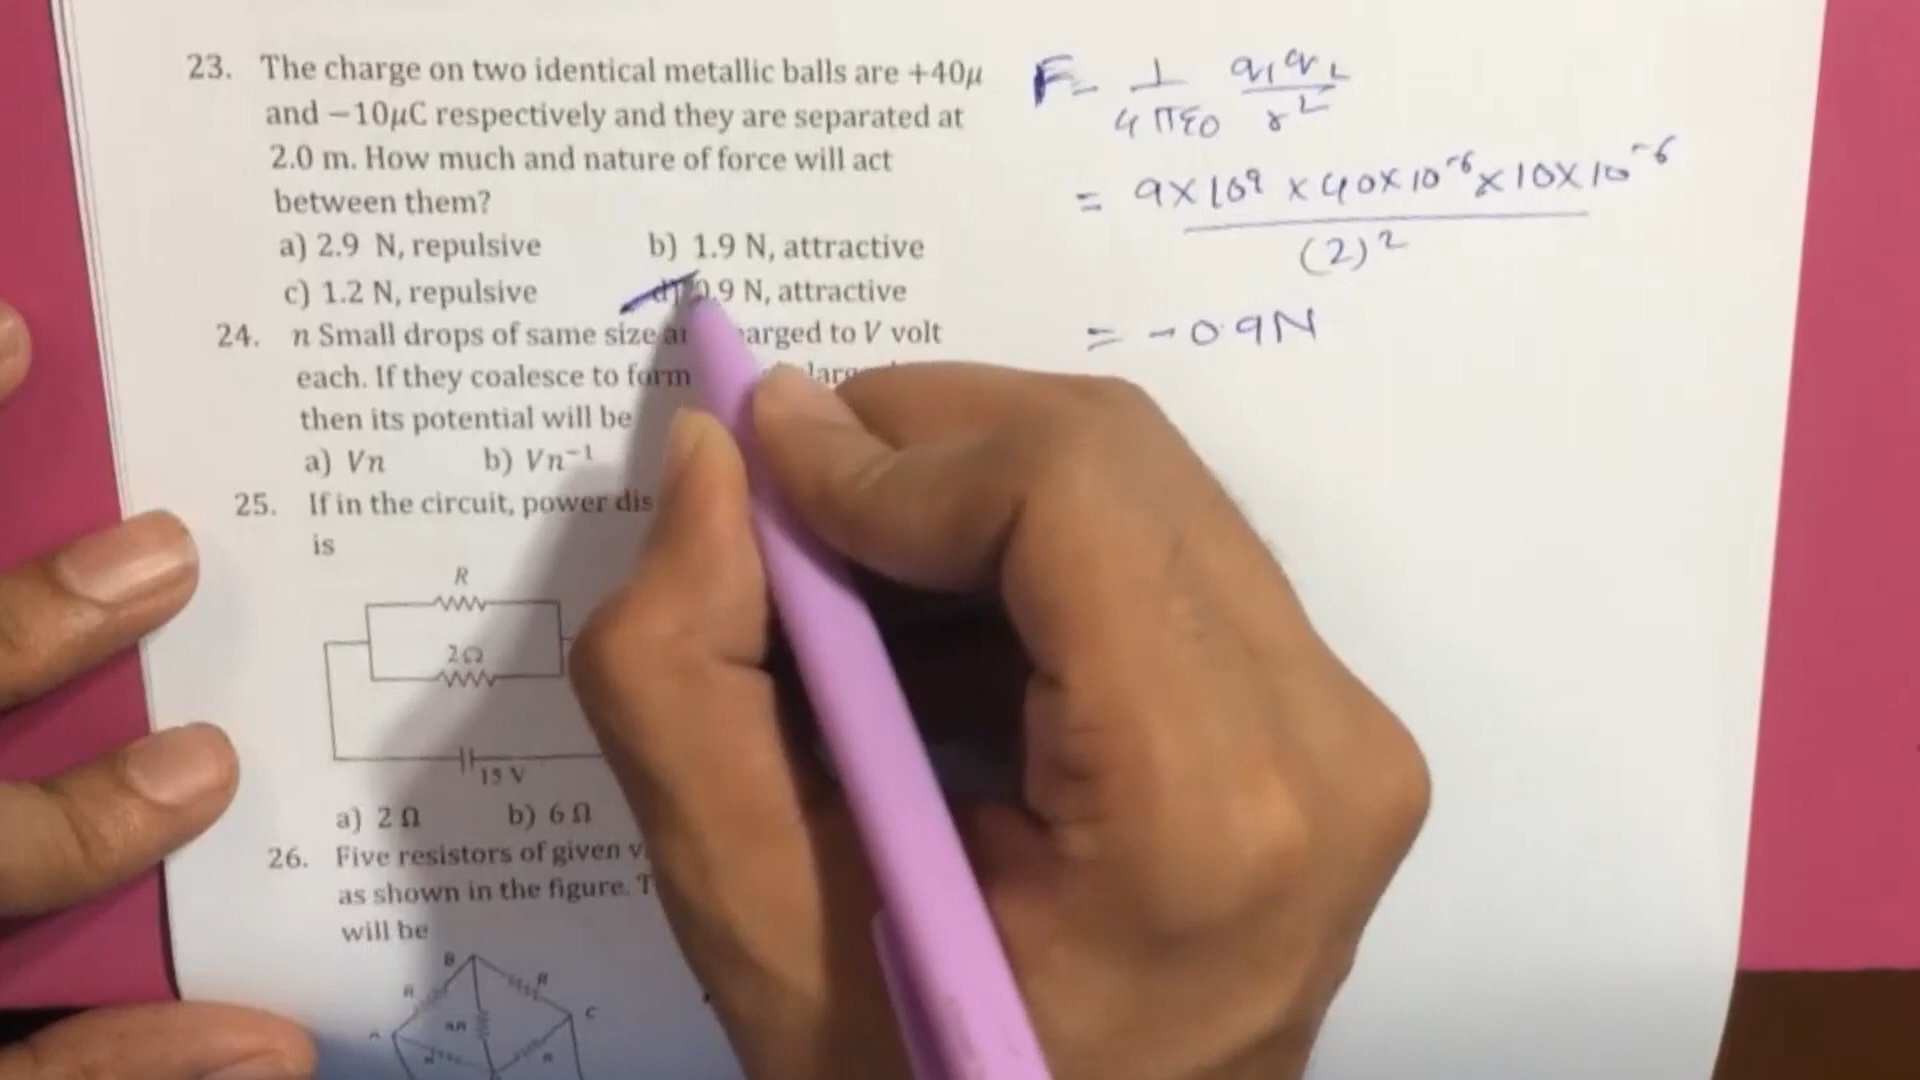 23. The charge on two identical metallic balls are +40μ
and −10μC respectively and they are separated at
2.0 m. How much and nature of force will act
between them?
a) 2.9 N, repulsive b) 1.9 N, attractive
c) 1.2 N, repulsive d) 0.9 N, attractive
24. n Small drops of same size charged to V volt
each. If they coalesce to form
then its potential will be
a) Vn b) Vn⁻¹
25. If in the circuit, power dis
is
R
2Ω
15 V
a) 2 Ω b) 6 Ω
26. Five resistors of given v
as shown in the figure. T
will be
B
R
C
A
F = 1/4πε0 q1q2/r²
= 9×10⁹ ×40×10⁻⁶×10×10⁻⁶
(2)²
= -0.9N